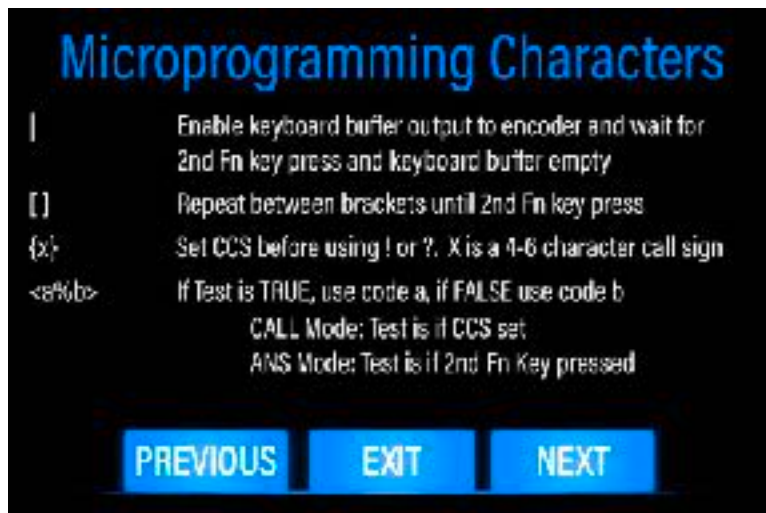 Microprogramming Characters
| Enable keyboard buffer output to encoder and wait for
2nd Fn key press and keyboard buffer empty
[ ] Repeat between brackets until 2nd Fn key press
{x} Set CCS before using ! or ?. X is a 4-6 character call sign
<a%b> If Test is TRUE, use code a, if FALSE use code b
CALL Mode: Test is if CCS set
ANS Mode: Test is if 2nd Fn Key pressed
PREVIOUS EXIT NEXT